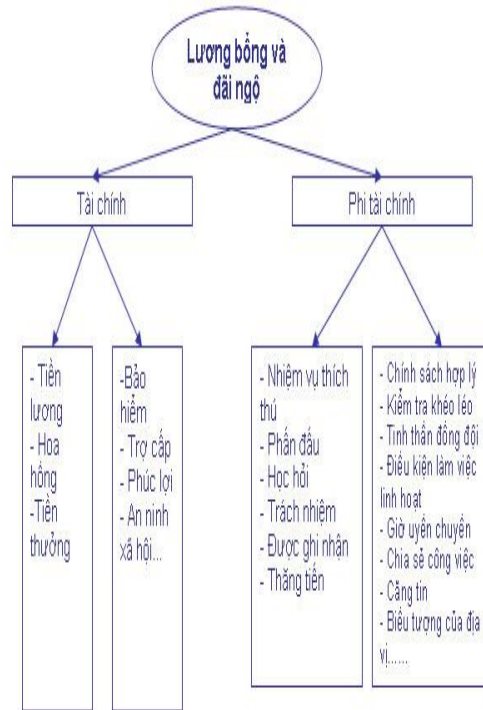 Lương bổng và
đãi ngộ
Tài chính
Phi tài chính
- Tiền
lương
- Hoa
hồng
-Tiền
thưởng
-Bảo
hiểm
- Trợ cấp
- Phúc lợi
- An ninh
xã hội...
- Nhiệm vụ thích
thú
- Phấn đấu
- Học hỏi
- Trách nhiệm
- Được ghi nhận
- Thăng tiến
- Chính sách hợp lý
- Kiểm tra khéo léo
- Tinh thần đồng đội
- Điều kiện làm việc
linh hoạt
- Giờ uyển chuyển
- Chia sẽ công việc
- Căng tin
- Biểu tượng của địa
vị......